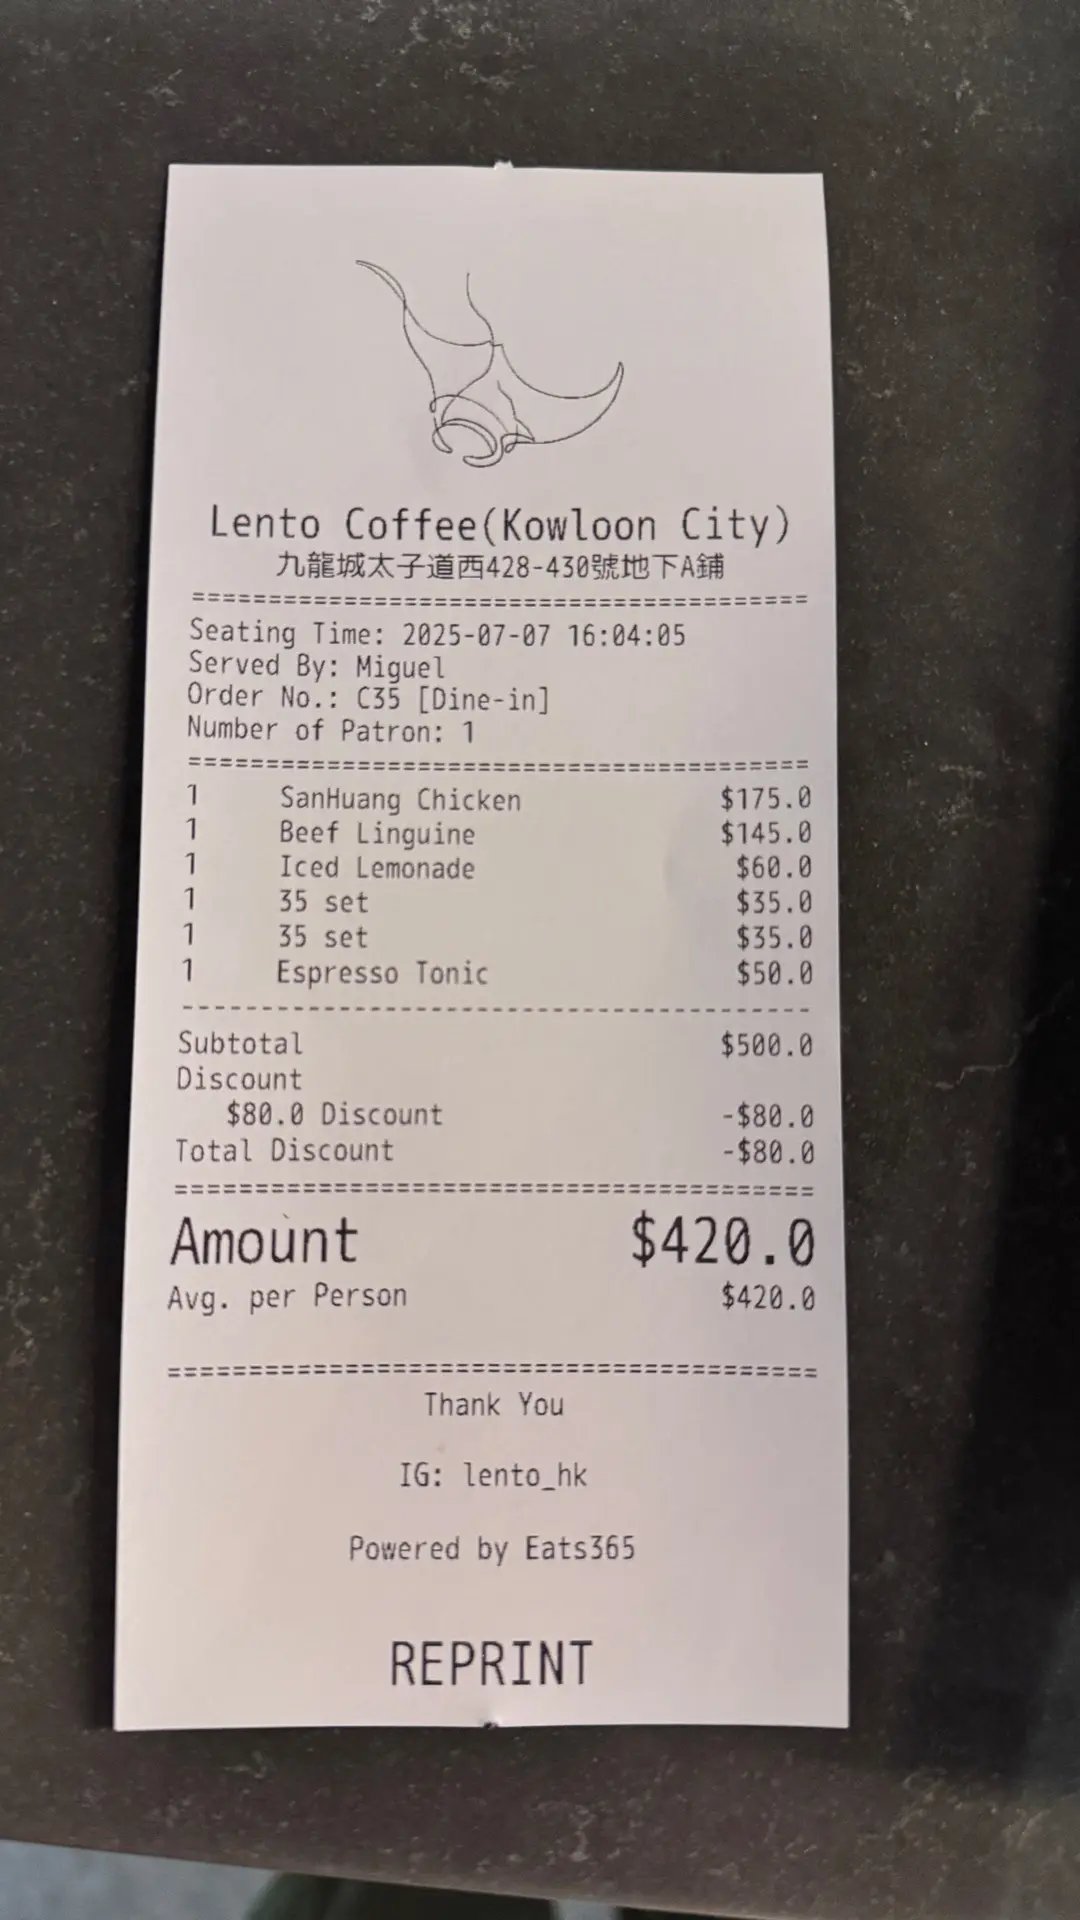 Lento Coffee(Kowloon City)
九龍城太子道西428-430號地下A鋪
========================================
Seating Time: 2025-07-07 16:04:05
Served By: Miguel
Order No.: C35 [Dine-in]
Number of Patron: 1
========================================
1 SanHuang Chicken $175.0
1 Beef Linguine $145.0
1 Iced Lemonade $60.0
1 35 set $35.0
1 35 set $35.0
1 Espresso Tonic $50.0
----------------------------------------
Subtotal $500.0
Discount
$80.0 Discount -$80.0
Total Discount -$80.0
========================================
Amount $420.0
Avg. per Person $420.0
========================================
Thank You
IG: lento_hk
Powered by Eats365
REPRINT